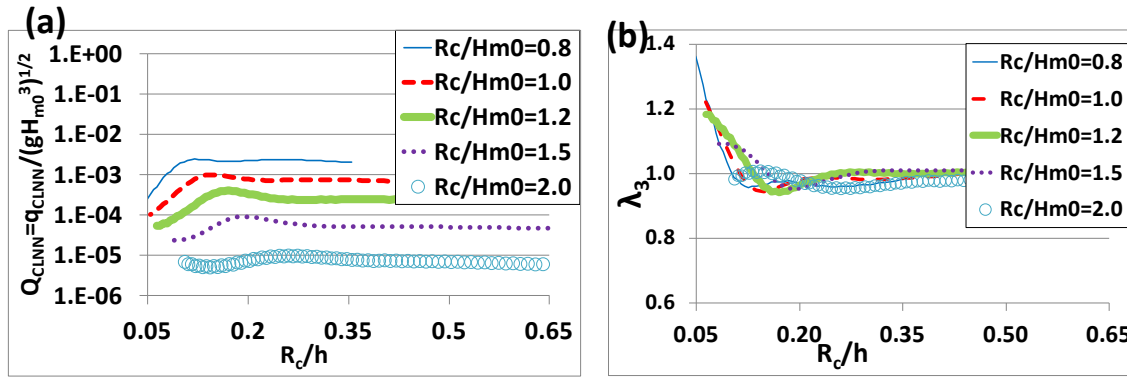 (a)
Q_CLNN=q_CLNN/(gH_m0^3)^1/2
1.E+00
1.E-01
1.E-02
1.E-03
1.E-04
1.E-05
1.E-06
0.05
0.2
0.35
0.5
0.65
R_c/h
Rc/Hm0=0.8
Rc/Hm0=1.0
Rc/Hm0=1.2
Rc/Hm0=1.5
Rc/Hm0=2.0
(b)
λ_3
1.4
1.2
1.0
0.8
0.6
0.05
0.20
0.35
0.50
0.65
R_c/h
Rc/Hm0=0.8
Rc/Hm0=1.0
Rc/Hm0=1.2
Rc/Hm0=1.5
Rc/Hm0=2.0